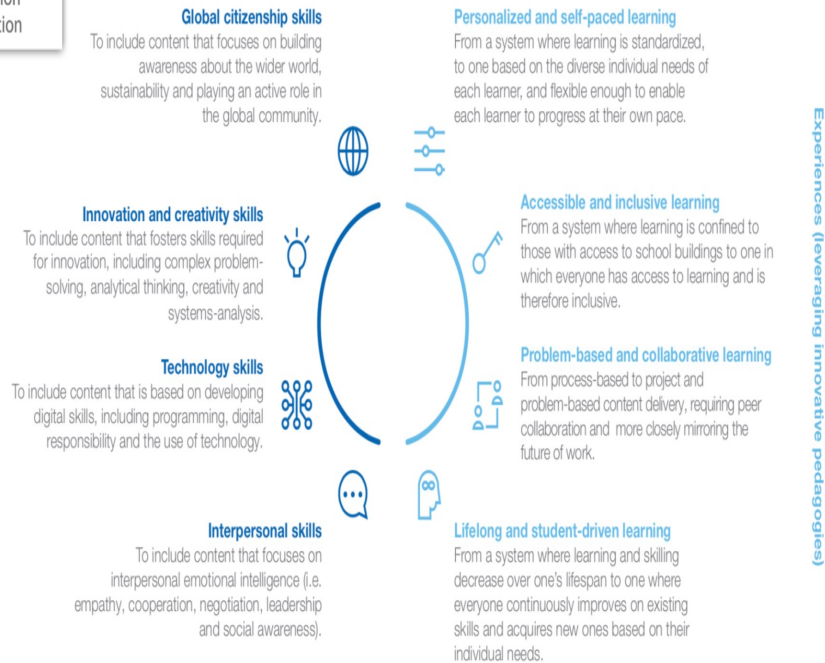 tion
Global citizenship skills
To include content that focuses on building
awareness about the wider world,
sustainability and playing an active role in
the global community.
Innovation and creativity skills
To include content that fosters skills required
for innovation, including complex problem-
solving, analytical thinking, creativity and
systems-analysis.
Technology skills
To include content that is based on developing
digital skills, including programming, digital
responsibility and the use of technology.
Interpersonal skills
To include content that focuses on
interpersonal emotional intelligence (i.e.
empathy, cooperation, negotiation, leadership
and social awareness).
Personalized and self-paced learning
From a system where learning is standardized,
to one based on the diverse individual needs of
each learner, and flexible enough to enable
each learner to progress at their own pace.
Accessible and inclusive learning
From a system where learning is confined to
those with access to school buildings to one in
which everyone has access to learning and is
therefore inclusive.
Problem-based and collaborative learning
From process-based to project and
problem-based content delivery, requiring peer
collaboration and more closely mirroring the
future of work.
Lifelong and student-driven learning
From a system where learning and skilling
decrease over one's lifespan to one where
everyone continuously improves on existing
skills and acquires new ones based on their
individual needs.
Experiences (leveraging innovative pedagogies)